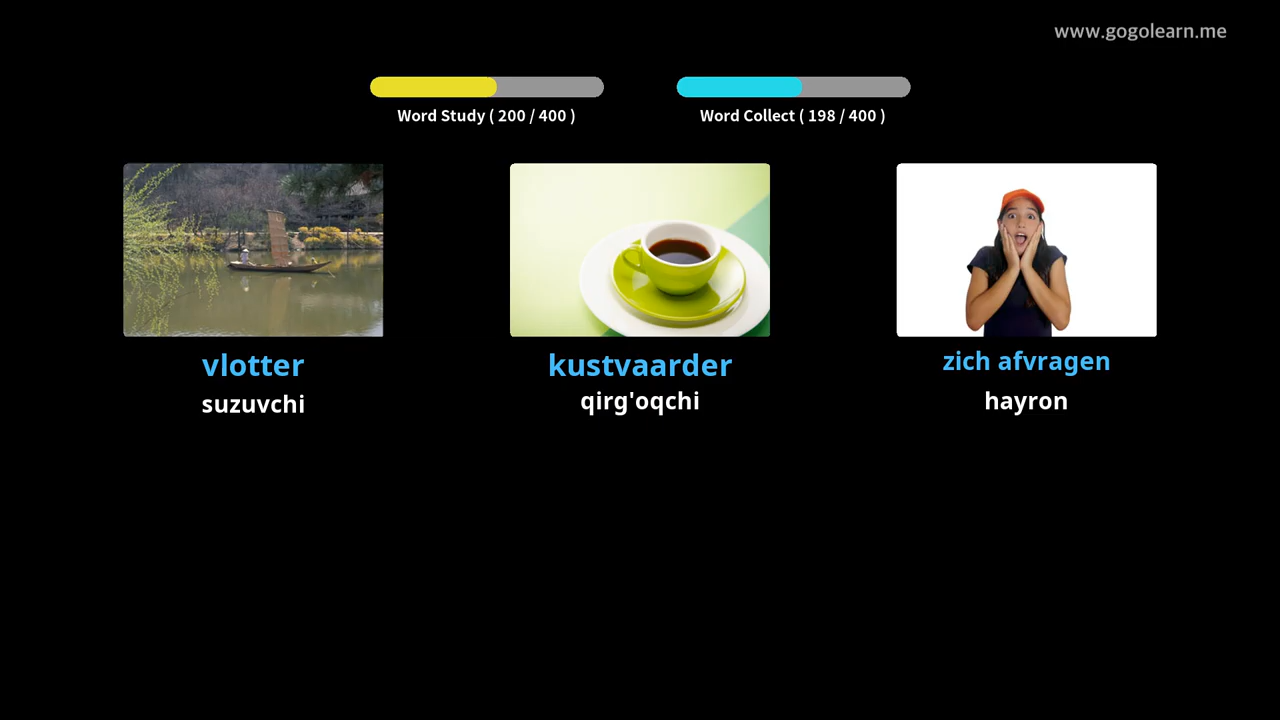 www.gogolearn.me
Word Study ( 200 / 400 )
Word Collect ( 198 / 400 )
vlotter
suzuvchi
kustvaarder
qirg'oqchi
zich afvragen
hayron